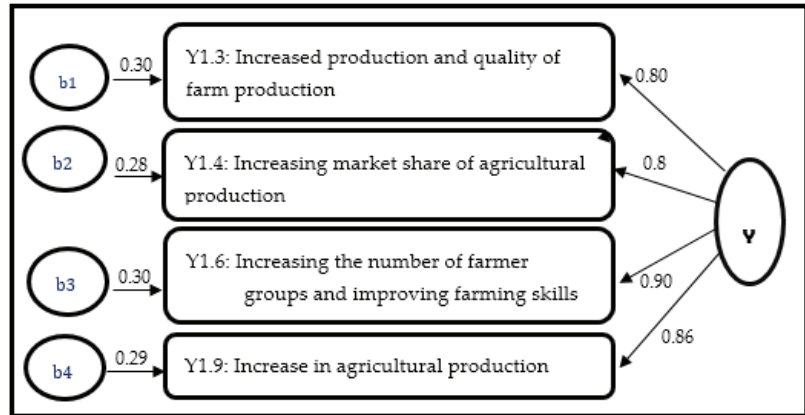 0.30
b1
Y1.3: Increased production and quality of
farm production
0.80
b2
0.28
Y1.4: Increasing market share of agricultural
production
0.8
Y
b3
0.30
Y1.6: Increasing the number of farmer
groups and improving farming skills
0.90
b4
0.29
Y1.9: Increase in agricultural production
0.86